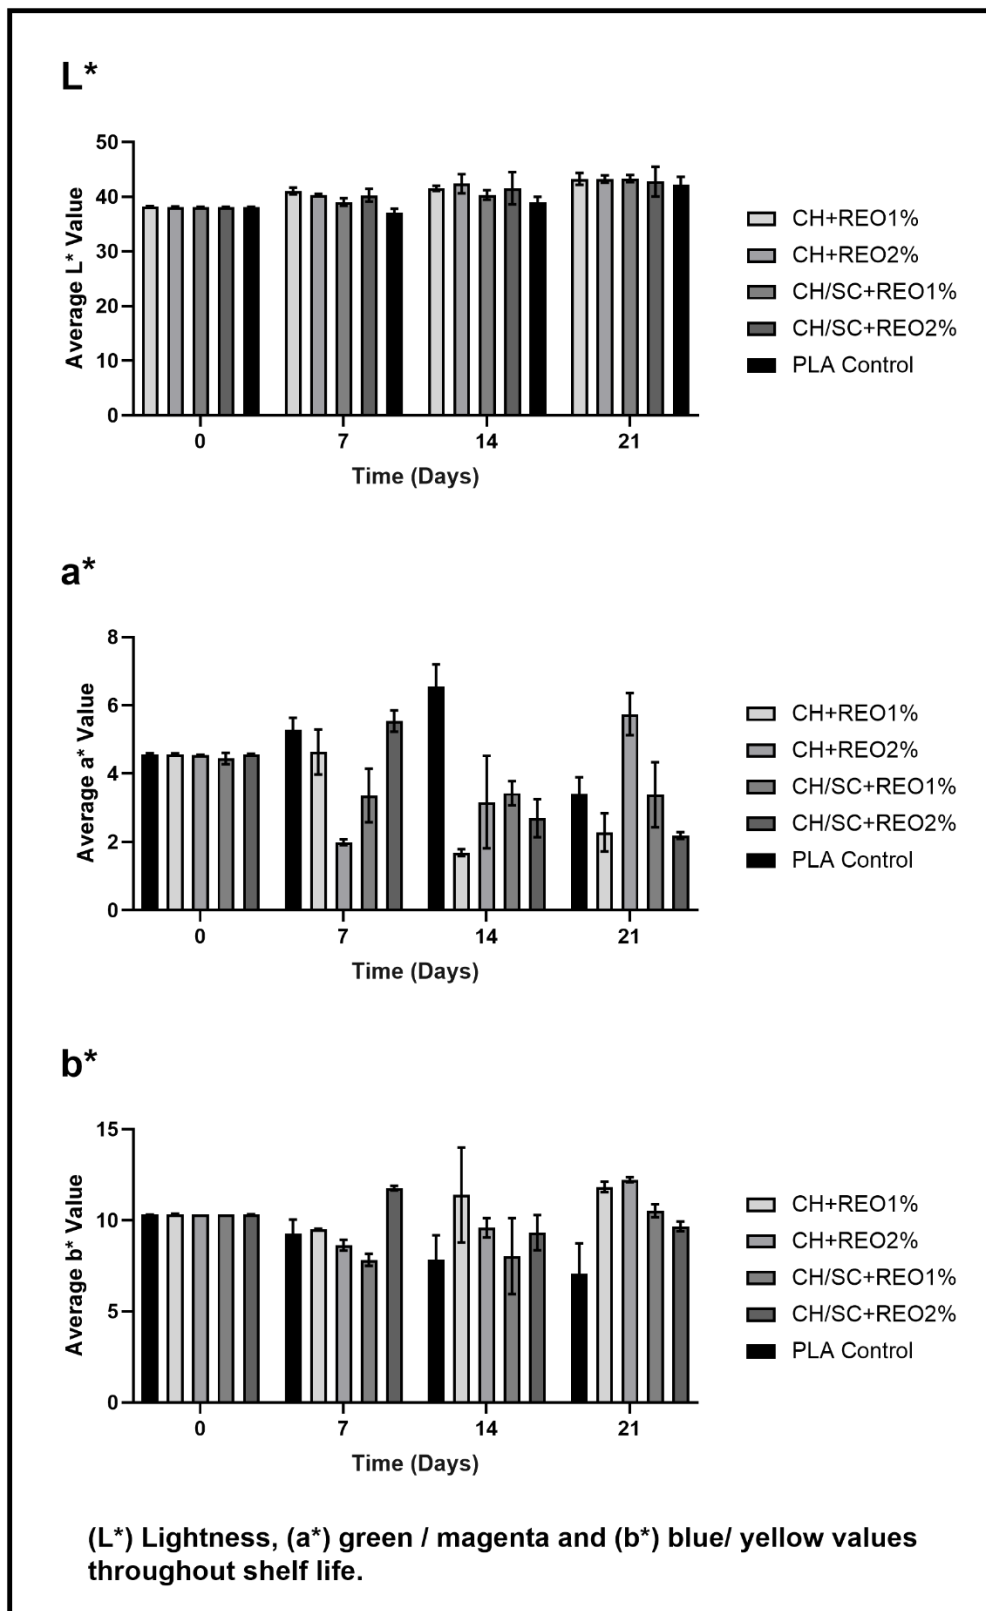 L*
50
40
30
20
10
0
Average L* Value
0 7 14 21
Time (Days)
CH+REO1%
CH+REO2%
CH/SC+REO1%
CH/SC+REO2%
PLA Control
a*
8
6
4
2
0
Average a* Value
0 7 14 21
Time (Days)
CH+REO1%
CH+REO2%
CH/SC+REO1%
CH/SC+REO2%
PLA Control
b*
15
10
5
0
Average b* Value
0 7 14 21
Time (Days)
CH+REO1%
CH+REO2%
CH/SC+REO1%
CH/SC+REO2%
PLA Control
(L*) Lightness, (a*) green / magenta and (b*) blue/ yellow values
throughout shelf life.